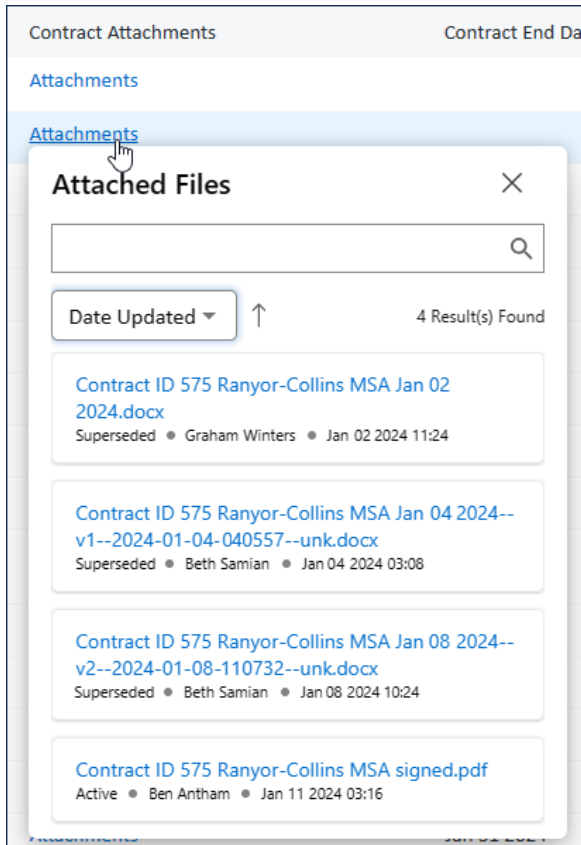 Contract Attachments Contract End Da
Attachments
Attachments
Attached Files
Date Updated 4 Result(s) Found
Contract ID 575 Ranyor-Collins MSA Jan 02
2024.docx
Superseded ● Graham Winters ● Jan 02 2024 11:24
Contract ID 575 Ranyor-Collins MSA Jan 04 2024--
v1--2024-01-04-040557--unk.docx
Superseded ● Beth Samian ● Jan 04 2024 03:08
Contract ID 575 Ranyor-Collins MSA Jan 08 2024--
v2--2024-01-08-110732--unk.docx
Superseded ● Beth Samian ● Jan 08 2024 10:24
Contract ID 575 Ranyor-Collins MSA signed.pdf
Active ● Ben Antham ● Jan 11 2024 03:16